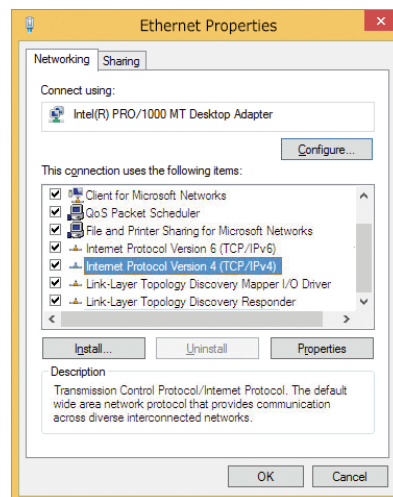 Ethernet Properties
Networking Sharing
Connect using:
Intel(R) PRO/1000 MT Desktop Adapter
Configure...
This connection uses the following items:
Client for Microsoft Networks
QoS Packet Scheduler
File and Printer Sharing for Microsoft Networks
Internet Protocol Version 6 (TCP/IPv6)
Internet Protocol Version 4 (TCP/IPv4)
Link-Layer Topology Discovery Mapper I/O Driver
Link-Layer Topology Discovery Responder
Install... Uninstall Properties
Description
Transmission Control Protocol/Internet Protocol. The default
wide area network protocol that provides communication
across diverse interconnected networks.
OK Cancel